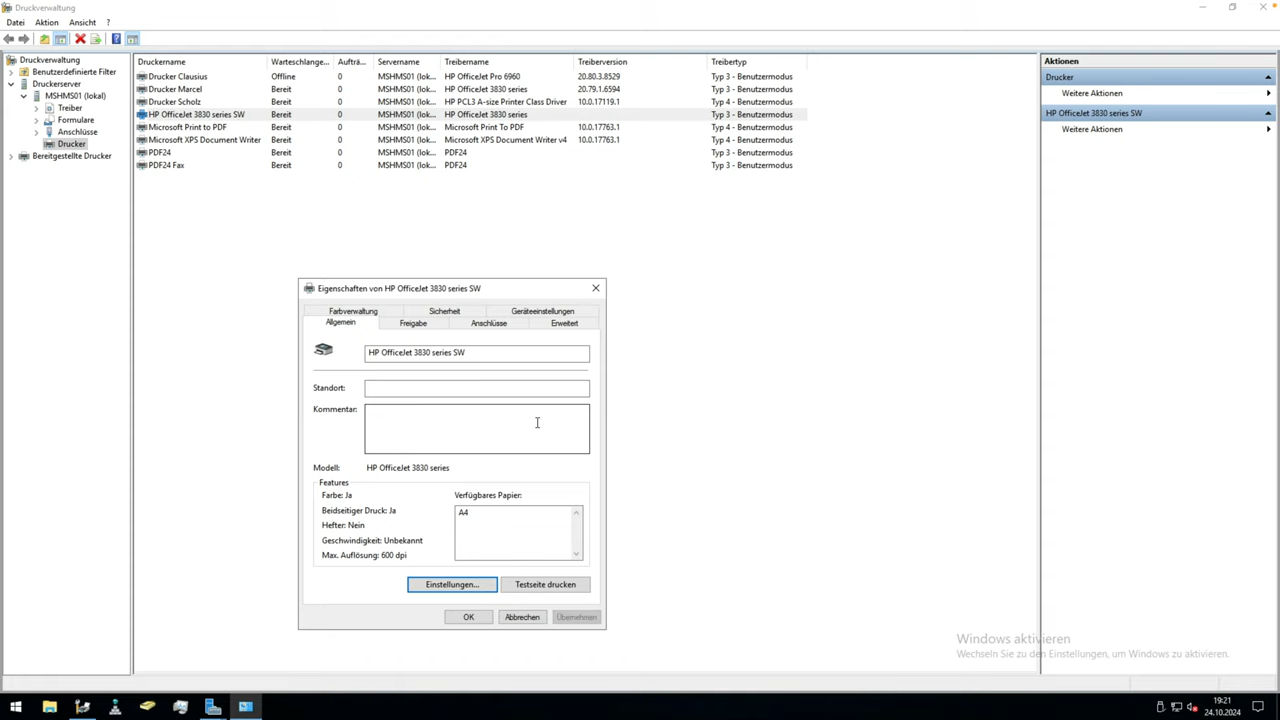 Druckverwaltung
Datei Aktion Ansicht ?
Druckverwaltung
Benutzerdefinierte Filter
Druckerserver
MSHMS01 (lokal)
Treiber
Formulare
Anschlüsse
Drucker
Bereitgestellte Drucker
Druckername Warteschlange... Aufträ... Servername Treibername Treiberversion Treibertyp
Drucker Clausius Offline 0 MSHMS01 (lok... HP OfficeJet Pro 6960 20.80.3.8529 Typ 3 - Benutzermodus
Drucker Marcel Bereit 0 MSHMS01 (lok... HP OfficeJet 3830 series 20.79.1.6594 Typ 3 - Benutzermodus
Drucker Scholz Bereit 0 MSHMS01 (lok... HP PCL3 A-size Printer Class Driver 10.0.17119.1 Typ 4 - Benutzermodus
HP OfficeJet 3830 series SW Bereit 0 MSHMS01 (lok... HP OfficeJet 3830 series Typ 3 - Benutzermodus
Microsoft Print to PDF Bereit 0 MSHMS01 (lok... Microsoft Print To PDF 10.0.17763.1 Typ 4 - Benutzermodus
Microsoft XPS Document Writer Bereit 0 MSHMS01 (lok... Microsoft XPS Document Writer v4 10.0.17763.1 Typ 4 - Benutzermodus
PDF24 Bereit 0 MSHMS01 (lok... PDF24 Typ 3 - Benutzermodus
PDF24 Fax Bereit 0 MSHMS01 (lok... PDF24 Typ 3 - Benutzermodus
Aktionen
Drucker
Weitere Aktionen
HP OfficeJet 3830 series SW
Weitere Aktionen
Eigenschaften von HP OfficeJet 3830 series SW
Farbverwaltung Sicherheit Geräteeinstellungen
Allgemein Freigabe Anschlüsse Erweitert
HP OfficeJet 3830 series SW
Standort:
Kommentar:
Modell: HP OfficeJet 3830 series
Features
Farbe: Ja
Beidseitiger Druck: Ja
Hefter: Nein
Geschwindigkeit: Unbekannt
Max. Auflösung: 600 dpi
Verfügbares Papier:
A4
Einstellungen... Testseite drucken
OK Abbrechen Übernehmen
Windows aktivieren
Wechseln Sie zu den Einstellungen, um Windows zu aktivieren.
19:21
24.10.2024